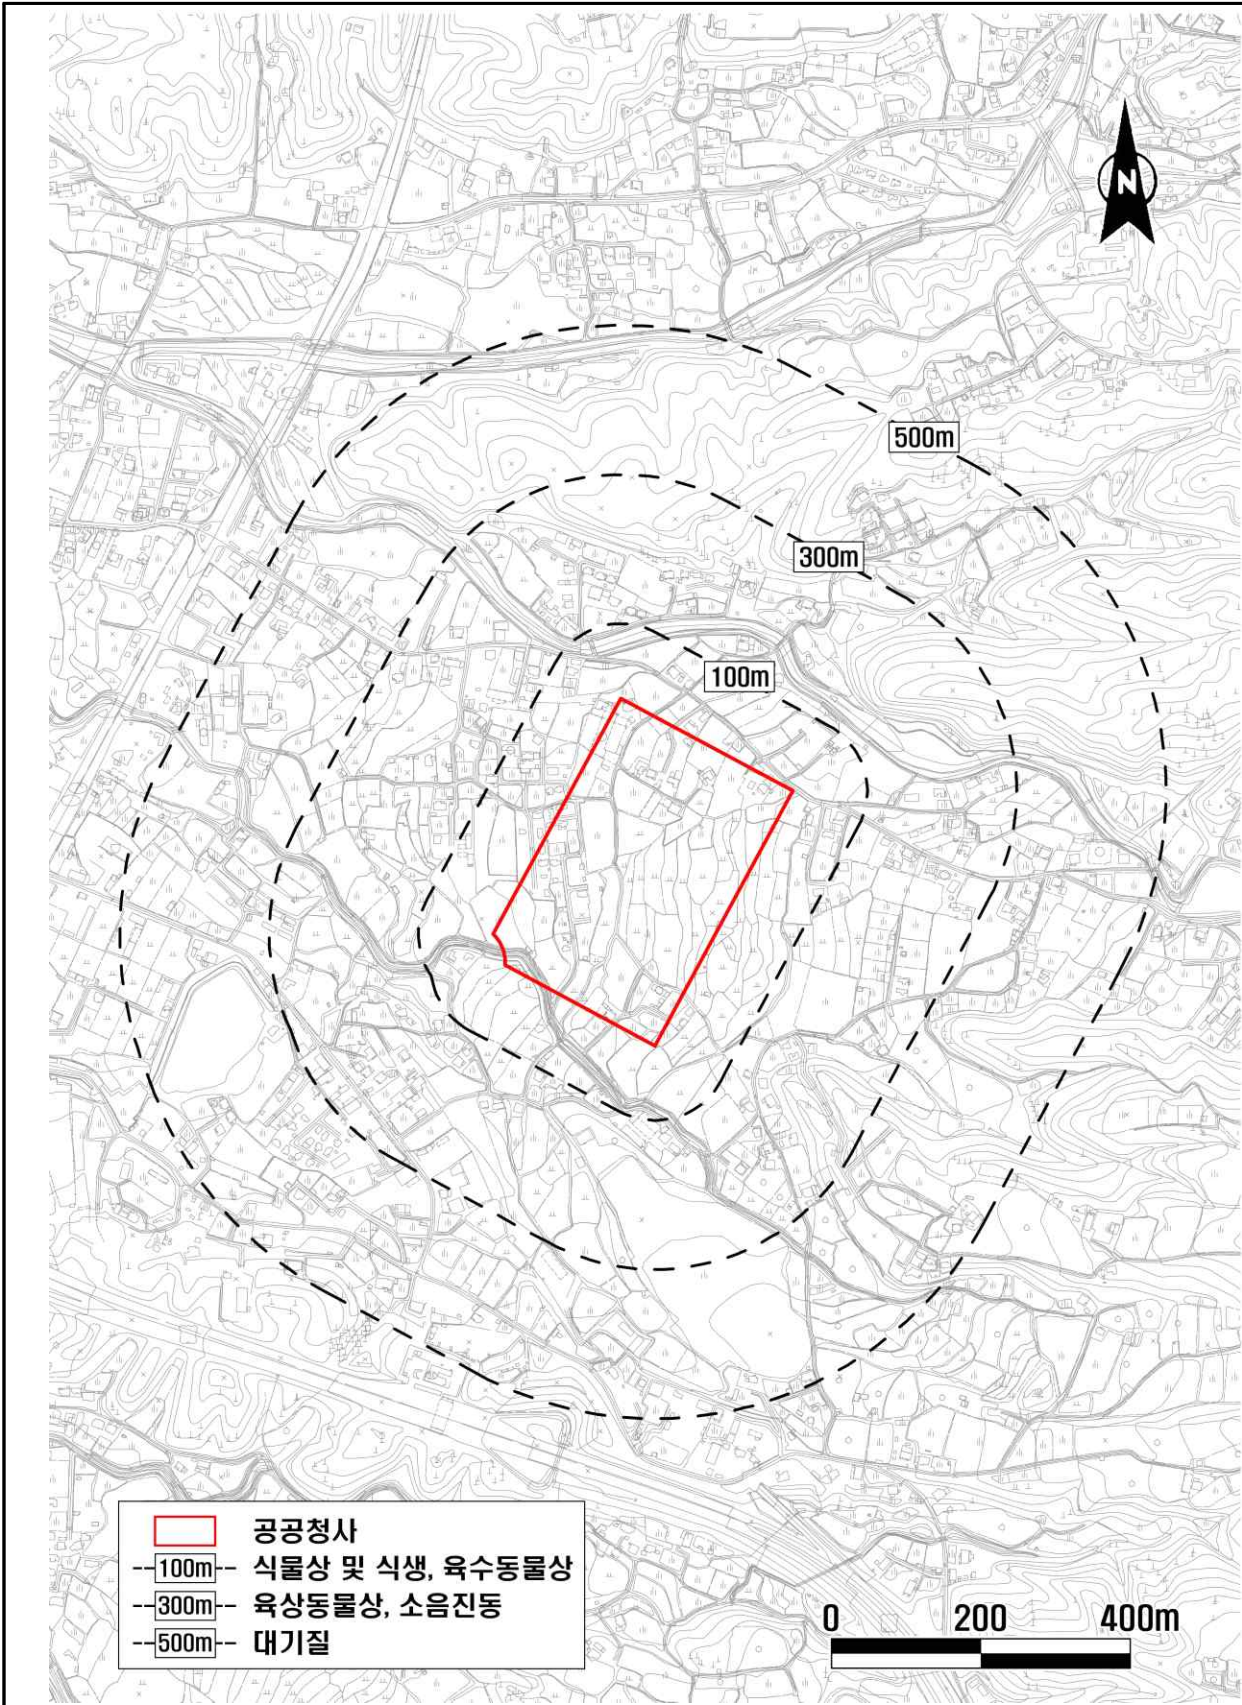 N
500m
300m
100m
공공청사
--100m-- 식물상 및 식생, 육수동물상
--300m-- 육상동물상, 소음진동
--500m-- 대기질
0 200 400m